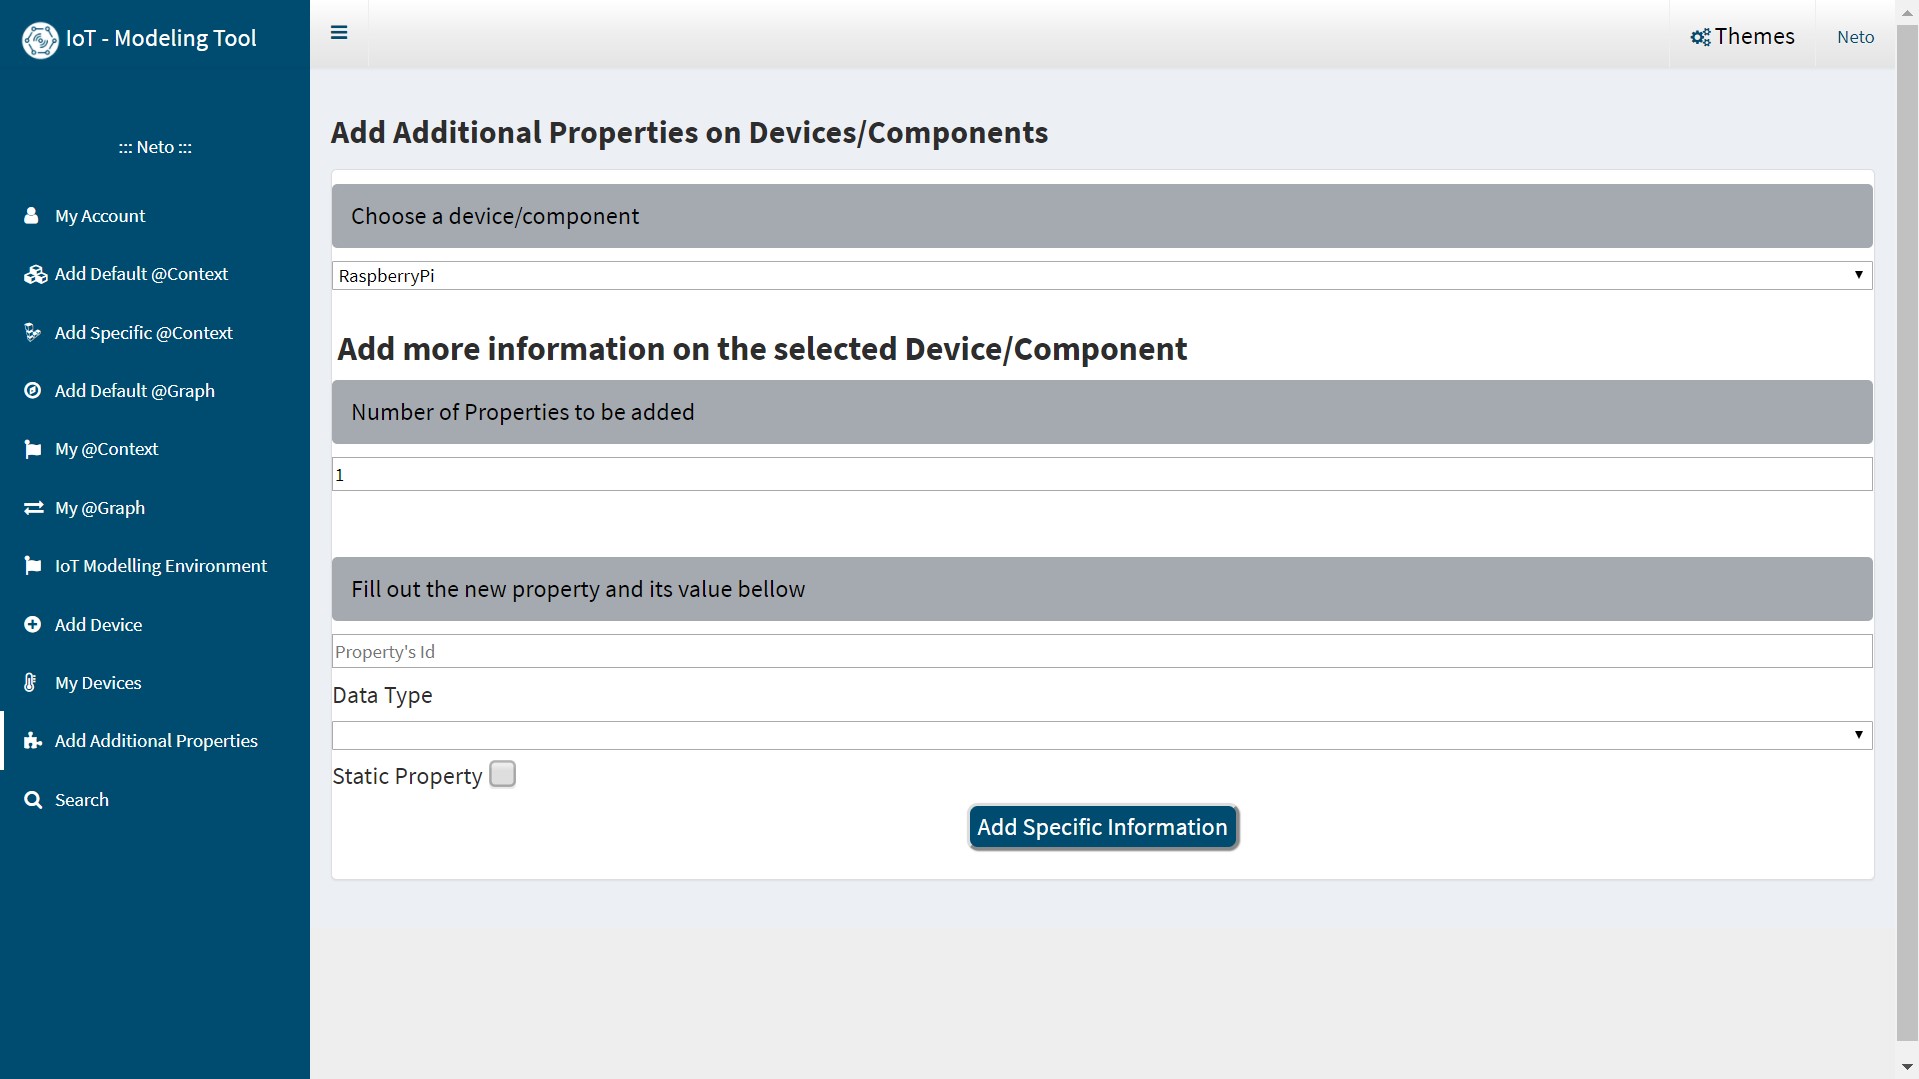 IoT - Modeling Tool
Themes
Neto
::: Neto :::
My Account
Add Default @Context
Add Specific @Context
Add Default @Graph
My @Context
My @Graph
IoT Modelling Environment
Add Device
My Devices
Add Additional Properties
Search
Add Additional Properties on Devices/Components
Choose a device/component
RaspberryPi
Add more information on the selected Device/Component
Number of Properties to be added
1
Fill out the new property and its value bellow
Property's Id
Data Type
Static Property
Add Specific Information